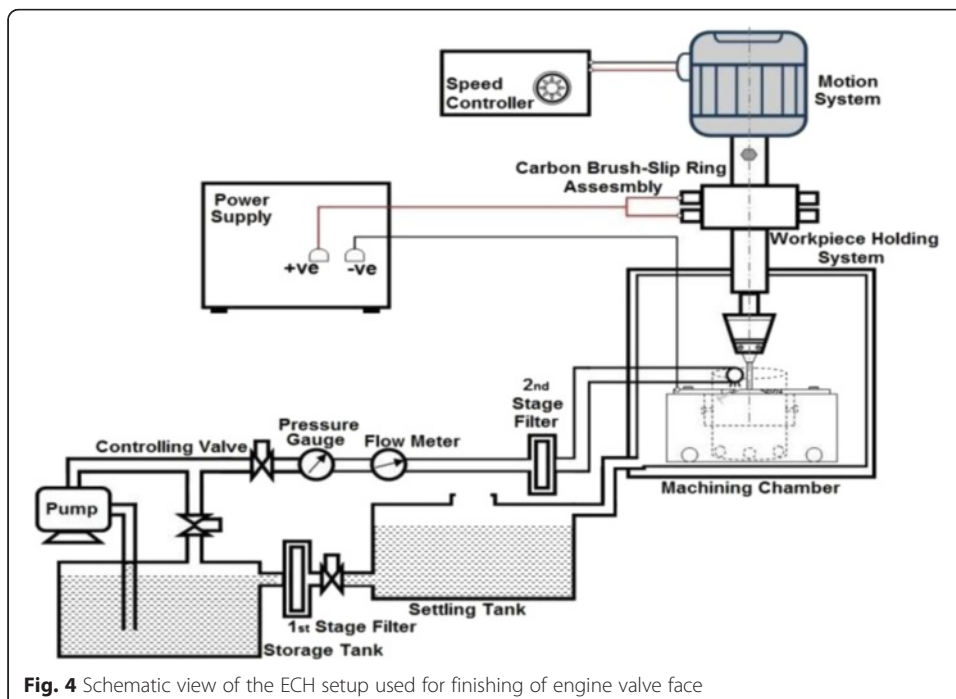 Speed
Controller
Motion
System
Carbon Brush-Slip Ring
Assesmbly
Power
Supply
+ve
-ve
Workpiece Holding
System
2nd
Stage
Filter
Pressure
Gauge
Flow Meter
Controlling Valve
Machining Chamber
Pump
Settling Tank
1st Stage Filter
Storage Tank
Fig. 4 Schematic view of the ECH setup used for finishing of engine valve face